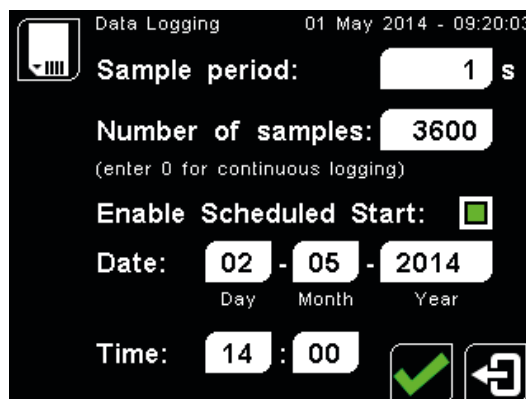 Data Logging 01 May 2014 - 09:20:03
Sample period: 1 s
Number of samples: 3600
(enter 0 for continuous logging)
Enable Scheduled Start:
Date: 02 - 05 - 2014
Day Month Year
Time: 14 : 00